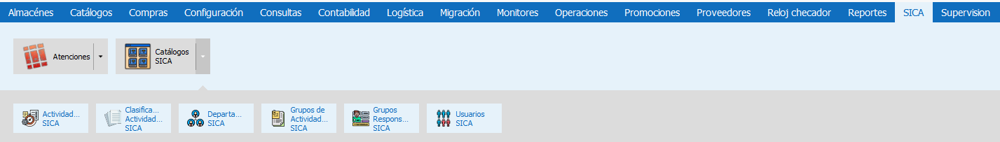 Almacénes Catálogos Compras Configuración Consultas Contabilidad Logística Migración Monitores Operaciones Promociones Proveedores Reloj checador Reportes SICA Supervision
Atenciones
Catálogos
SICA
Actividad...
SICA
Clasifica...
Actividad...
SICA
Departa...
SICA
Grupos de
Actividad...
SICA
Grupos
Respons...
SICA
Usuarios
SICA